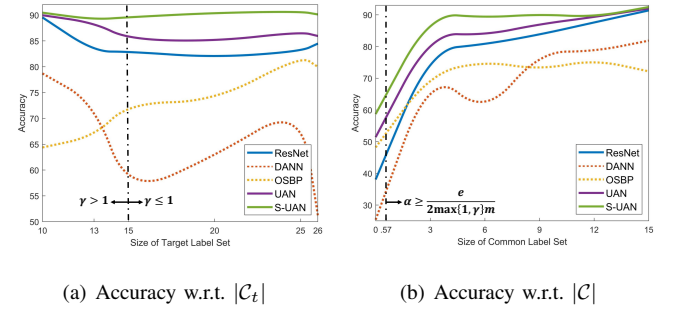 90
85
80
75
70
65
60
55
50
Accuracy
10
13
15
20
25
26
Size of Target Label Set
γ > 1
γ ≤ 1
ResNet
DANN
OSBP
UAN
S-UAN
(a) Accuracy w.r.t. |𝒞ₜ|
90
80
70
60
50
40
30
Accuracy
0 .57
3
6
9
12
15
Size of Common Label Set
α ≥ e / 2max{1, γ}m
ResNet
DANN
OSBP
UAN
S-UAN
(b) Accuracy w.r.t. |𝒞|